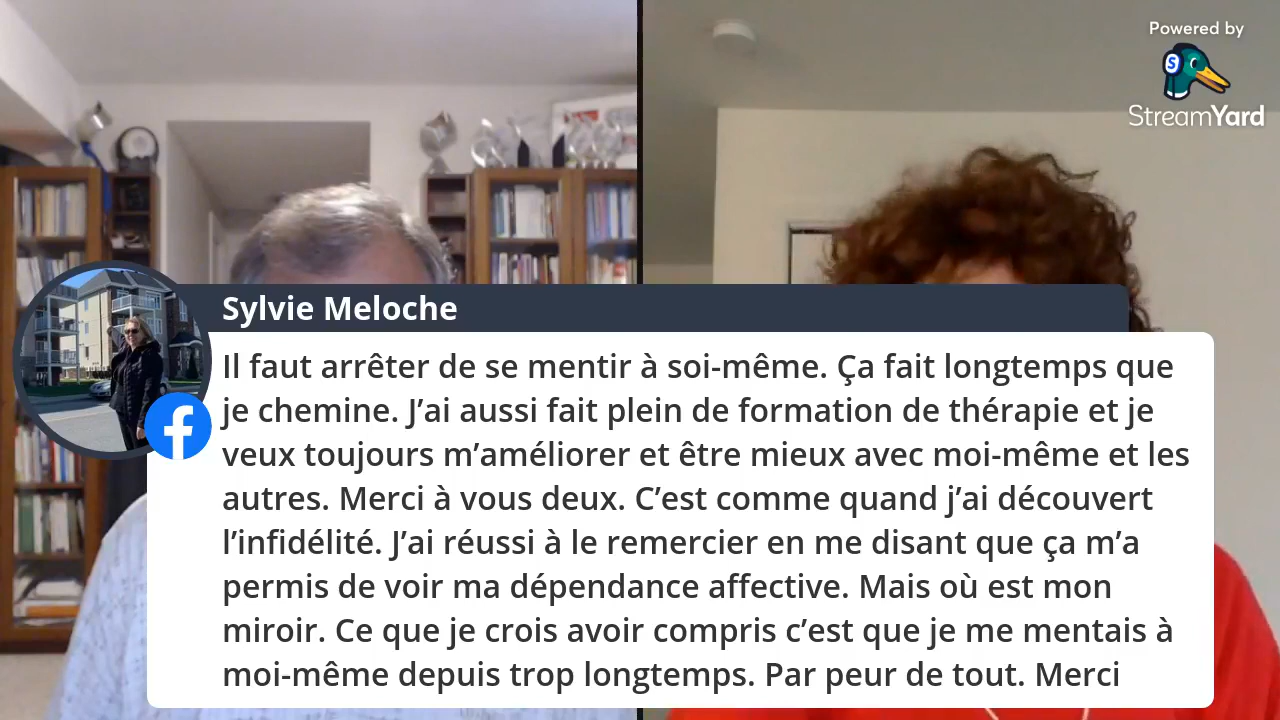 Powered by
StreamYard
Sylvie Meloche
Il faut arrêter de se mentir à soi-même. Ça fait longtemps que
je chemine. J’ai aussi fait plein de formation de thérapie et je
veux toujours m’améliorer et être mieux avec moi-même et les
autres. Merci à vous deux. C’est comme quand j’ai découvert
l’infidélité. J’ai réussi à le remercier en me disant que ça m’a
permis de voir ma dépendance affective. Mais où est mon
miroir. Ce que je crois avoir compris c’est que je me mentais à
moi-même depuis trop longtemps. Par peur de tout. Merci